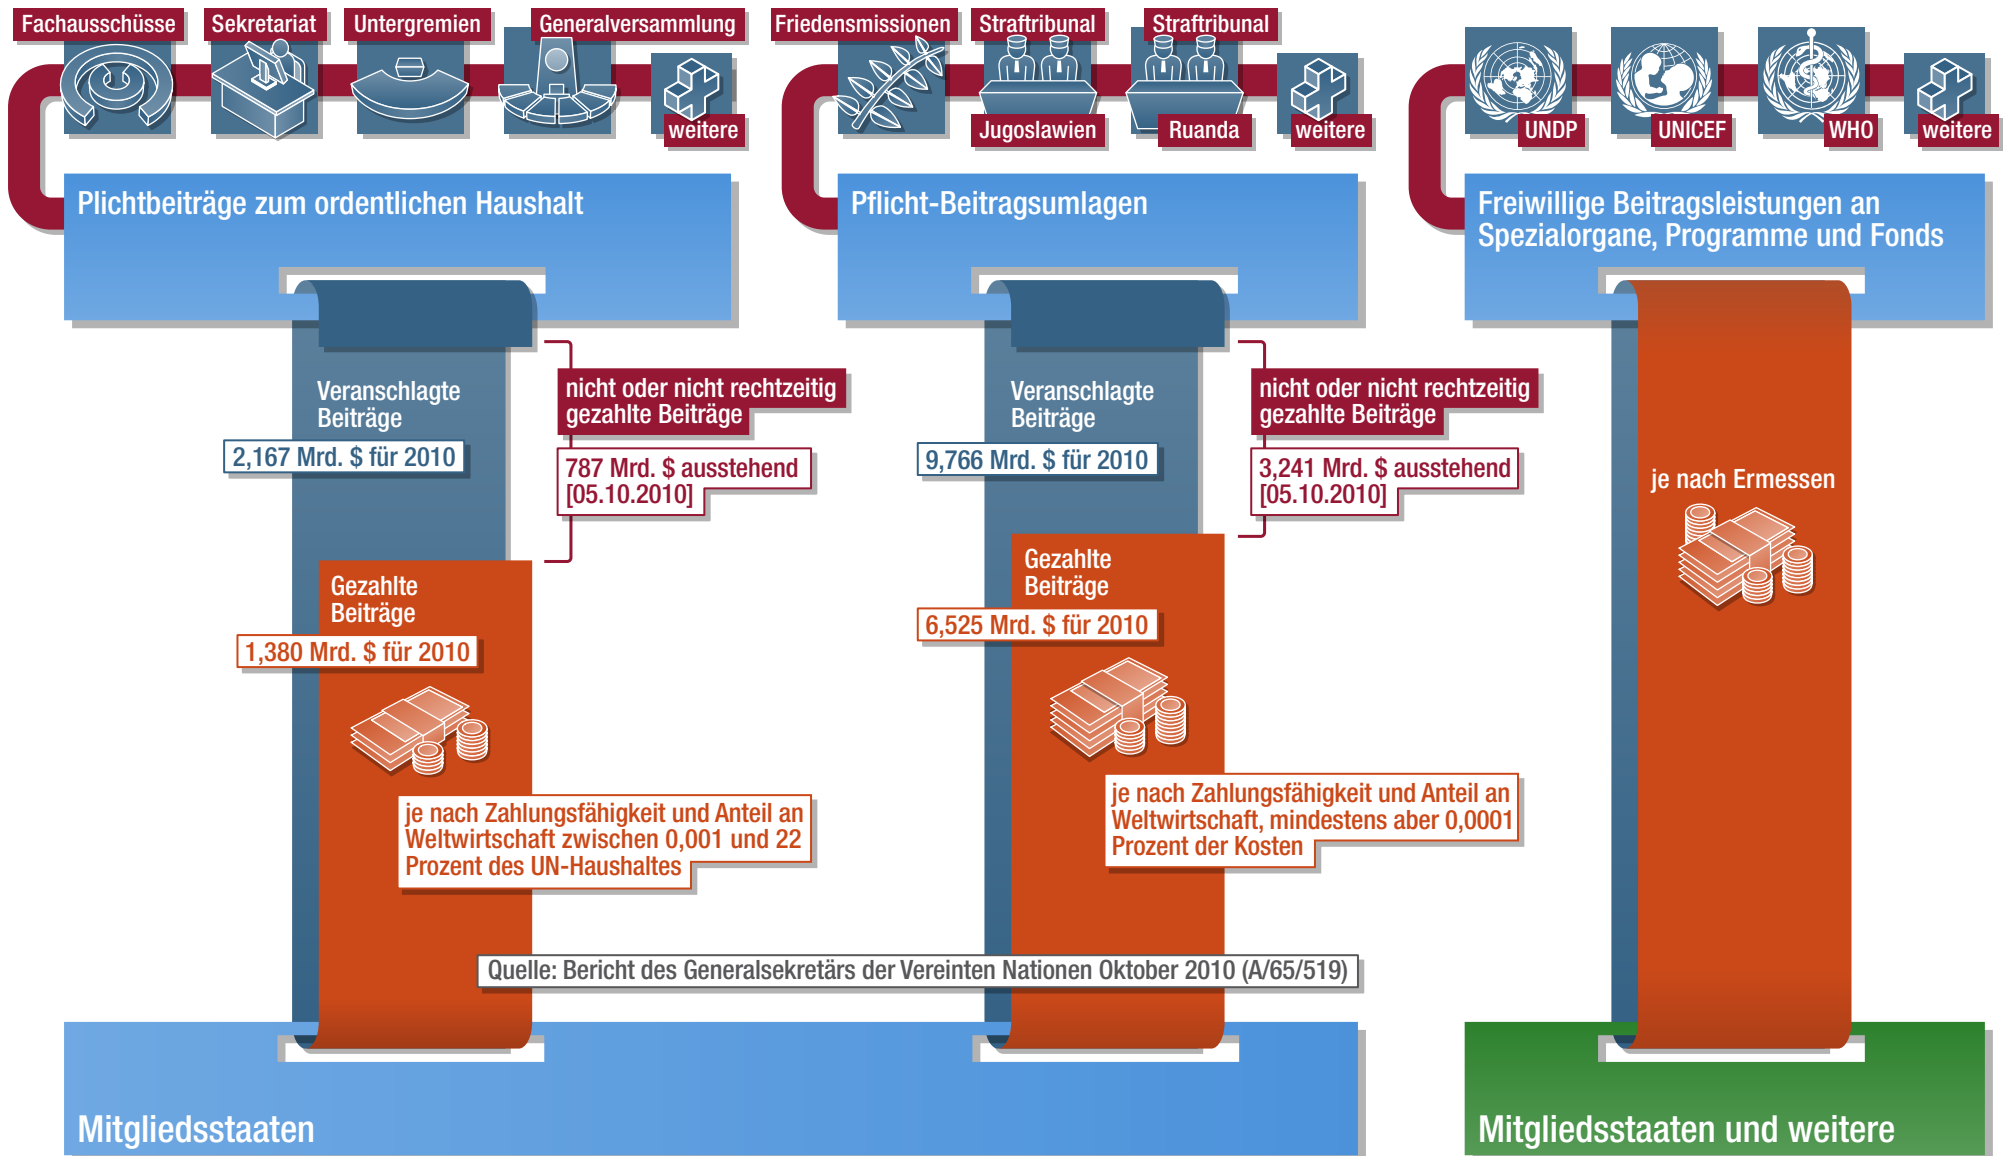 Fachausschüsse
Sekretariat
Untergremien
Generalversammlung
weitere
Plichtbeiträge zum ordentlichen Haushalt
Veranschlagte
Beiträge
2,167 Mrd. $ für 2010
nicht oder nicht rechtzeitig
gezahlte Beiträge
787 Mrd. $ ausstehend
[05.10.2010]
Gezahlte
Beiträge
1,380 Mrd. $ für 2010
je nach Zahlungsfähigkeit und Anteil an
Weltwirtschaft zwischen 0,001 und 22
Prozent des UN-Haushaltes
Friedensmissionen
Straftribunal
Jugoslawien
Straftribunal
Ruanda
weitere
Pflicht-Beitragsumlagen
Veranschlagte
Beiträge
9,766 Mrd. $ für 2010
nicht oder nicht rechtzeitig
gezahlte Beiträge
3,241 Mrd. $ ausstehend
[05.10.2010]
Gezahlte
Beiträge
6,525 Mrd. $ für 2010
je nach Zahlungsfähigkeit und Anteil an
Weltwirtschaft, mindestens aber 0,0001
Prozent der Kosten
UNDP
UNICEF
WHO
weitere
Freiwillige Beitragsleistungen an
Spezialorgane, Programme und Fonds
je nach Ermessen
Quelle: Bericht des Generalsekretärs der Vereinten Nationen Oktober 2010 (A/65/519)
Mitgliedsstaaten
Mitgliedsstaaten und weitere